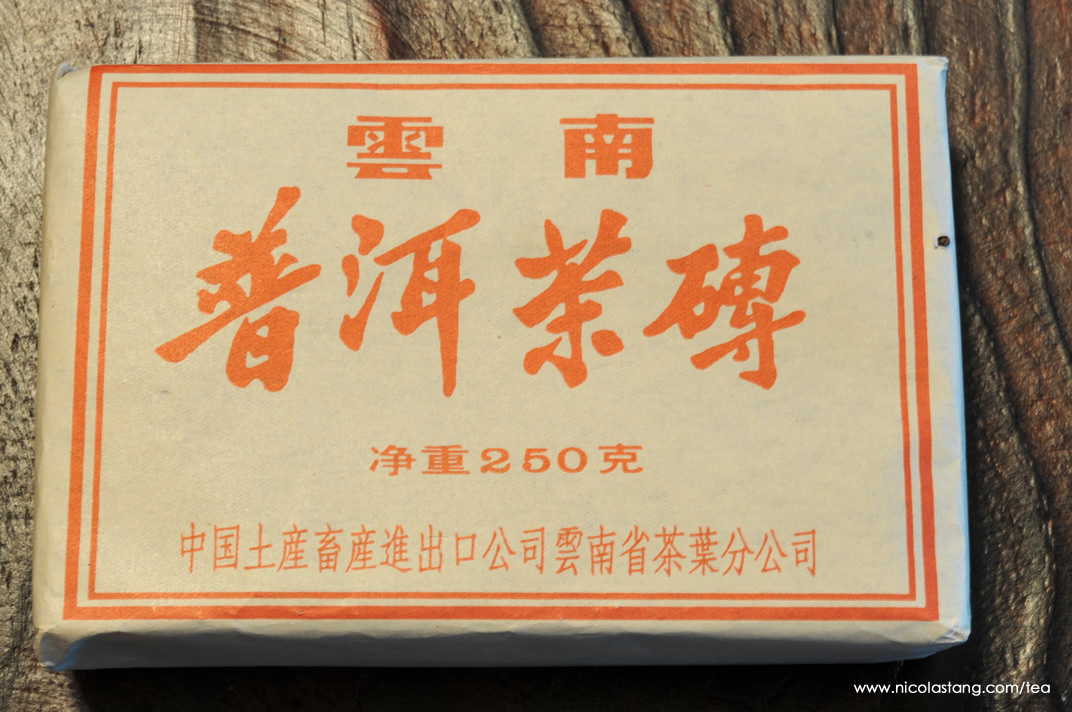 雲南
普洱茶磚
净重250克
中国土産畜産進出口公司雲南省茶葉分公司
www.nicolastang.com/tea